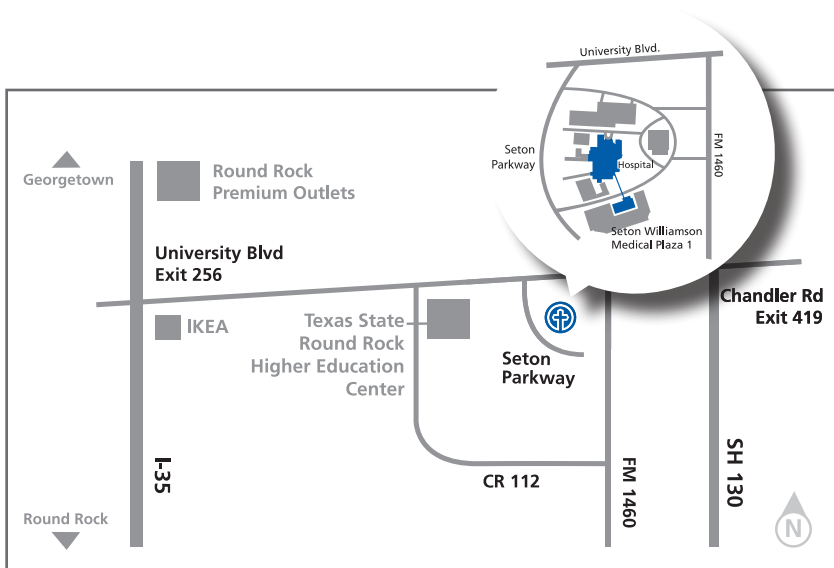 University Blvd.
Seton
Parkway
Hospital
FM 1460
Seton Williamson
Medical Plaza 1
Georgetown
Round Rock
Premium Outlets
University Blvd
Exit 256
Chandler Rd
Exit 419
IKEA
Texas State
Round Rock
Higher Education
Center
Seton
Parkway
I-35
CR 112
FM 1460
SH 130
Round Rock
N